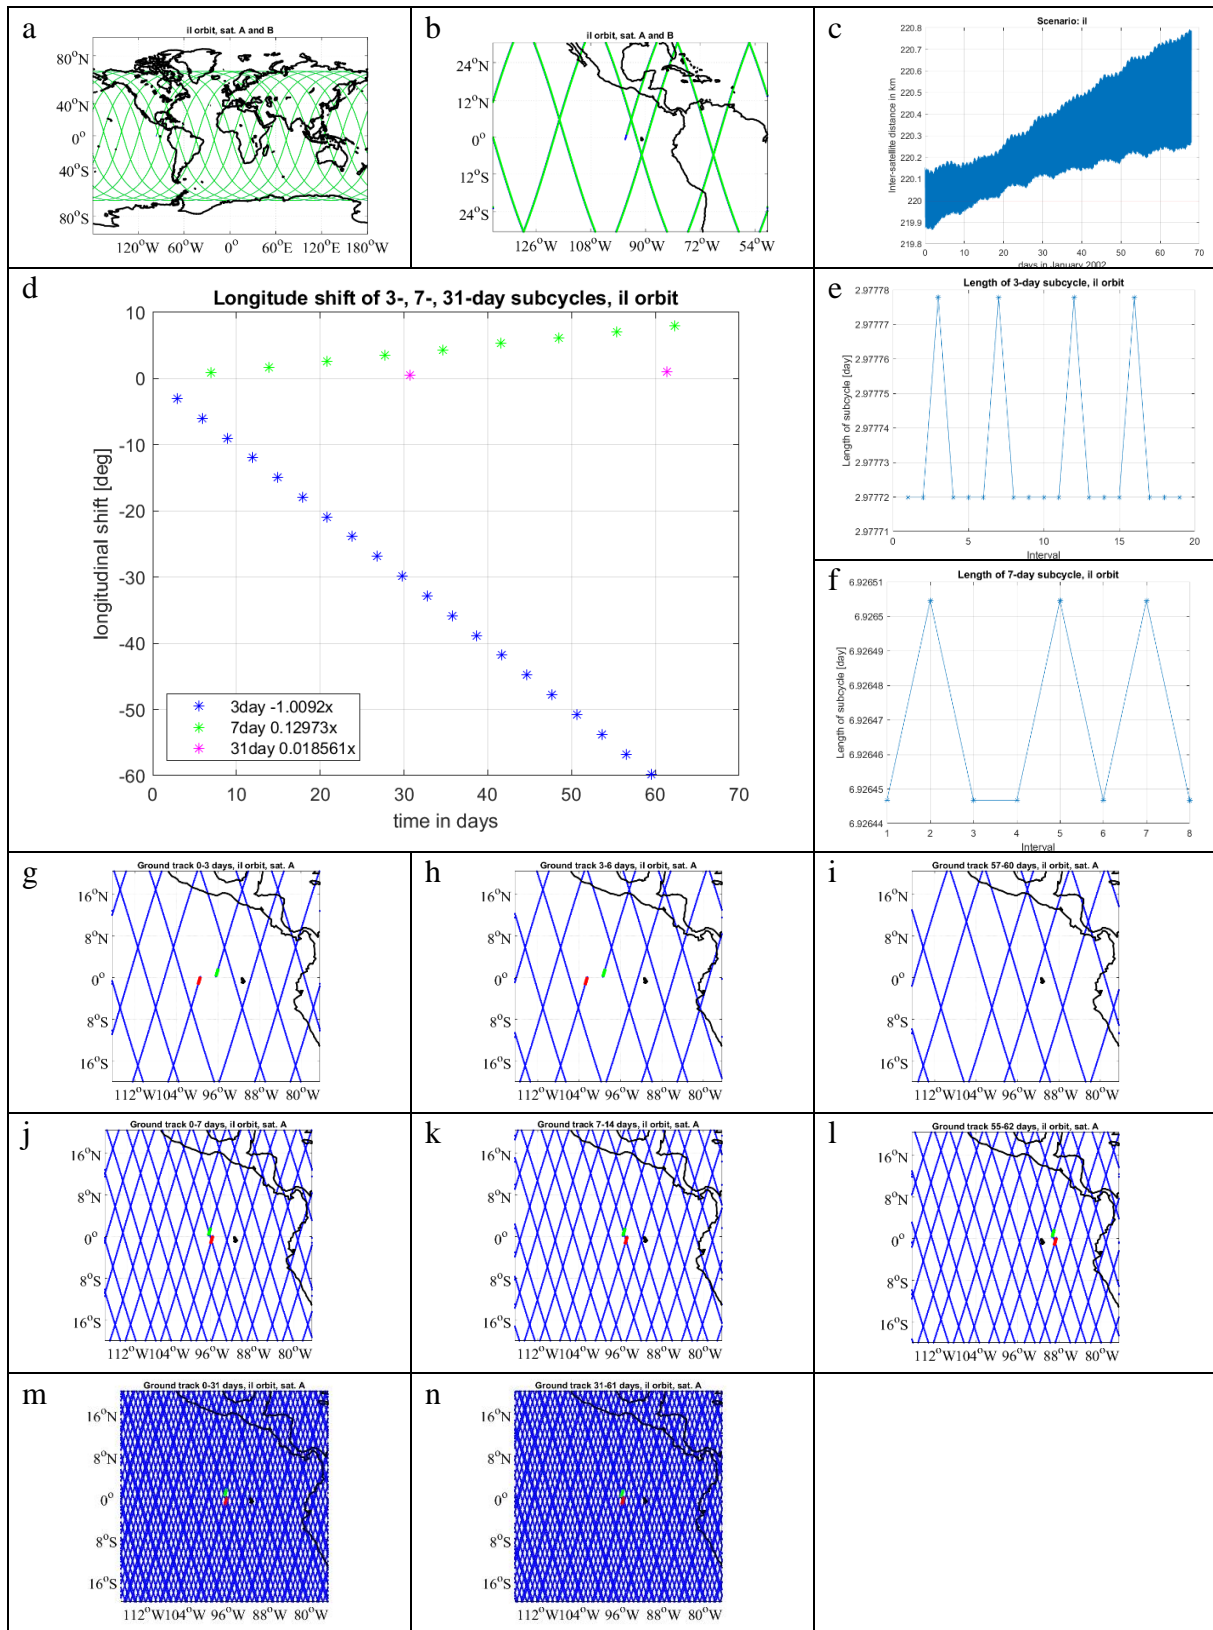 a
il orbit, sat. A and B
80°N
40°N
0°
40°S
80°S
120°W 60°W 0° 60°E 120°E 180°W
b
il orbit, sat. A and B
24°N
12°N
0°
12°S
24°S
126°W 108°W 90°W 72°W 54°W
c
Scenario: il
Inter-satellite distance in km
220.8
220.7
220.6
220.5
220.4
220.3
220.2
220.1
220
219.9
219.8
0 10 20 30 40 50 60 70
days in January 2002
d
Longitude shift of 3-, 7-, 31-day subcycles, il orbit
longitudinal shift [deg]
10
0
-10
-20
-30
-40
-50
-60
3day -1.0092x
7day 0.12973x
31day 0.018561x
0 10 20 30 40 50 60 70
time in days
e
Length of 3-day subcycle, il orbit
Length of subcycle [day]
2.97778
2.97777
2.97776
2.97775
2.97774
2.97773
2.97772
2.97771
0 5 10 15 20
Interval
f
Length of 7-day subcycle, il orbit
Length of subcycle [day]
6.92651
6.9265
6.92649
6.92648
6.92647
6.92646
6.92645
6.92644
1 2 3 4 5 6 7 8
Interval
g
Ground track 0-3 days, il orbit, sat. A
16°N
8°N
0°
8°S
16°S
112°W 104°W 96°W 88°W 80°W
h
Ground track 3-6 days, il orbit, sat. A
16°N
8°N
0°
8°S
16°S
112°W 104°W 96°W 88°W 80°W
i
Ground track 57-60 days, il orbit, sat. A
16°N
8°N
0°
8°S
16°S
112°W 104°W 96°W 88°W 80°W
j
Ground track 0-7 days, il orbit, sat. A
16°N
8°N
0°
8°S
16°S
112°W 104°W 96°W 88°W 80°W
k
Ground track 7-14 days, il orbit, sat. A
16°N
8°N
0°
8°S
16°S
112°W 104°W 96°W 88°W 80°W
l
Ground track 55-62 days, il orbit, sat. A
16°N
8°N
0°
8°S
16°S
112°W 104°W 96°W 88°W 80°W
m
Ground track 0-31 days, il orbit, sat. A
16°N
8°N
0°
8°S
16°S
112°W 104°W 96°W 88°W 80°W
n
Ground track 31-61 days, il orbit, sat. A
16°N
8°N
0°
8°S
16°S
112°W 104°W 96°W 88°W 80°W